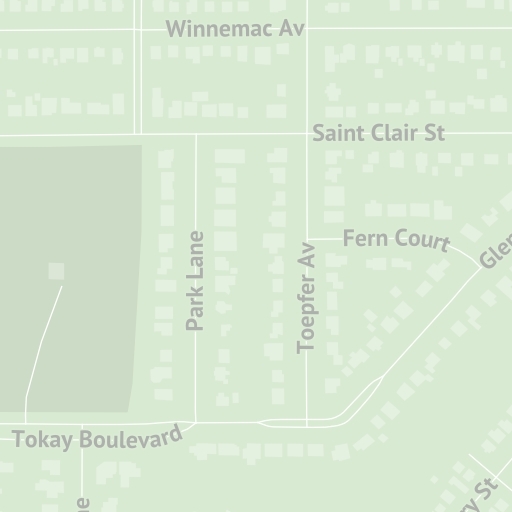 Winnemac Av
Saint Clair St
Fern Court
Park Lane
Toepfer Av
Tokay Boulevard